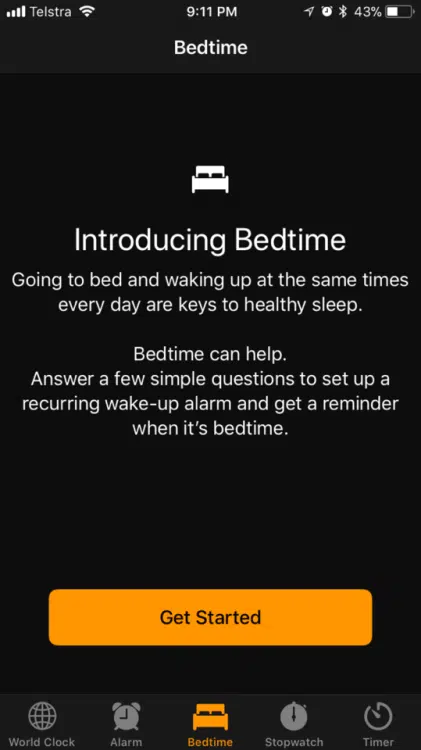 Telstra 9:11 PM 43%
Bedtime
Introducing Bedtime
Going to bed and waking up at the same times
every day are keys to healthy sleep.
Bedtime can help.
Answer a few simple questions to set up a
recurring wake-up alarm and get a reminder
when it’s bedtime.
Get Started
World Clock Alarm Bedtime Stopwatch Timer